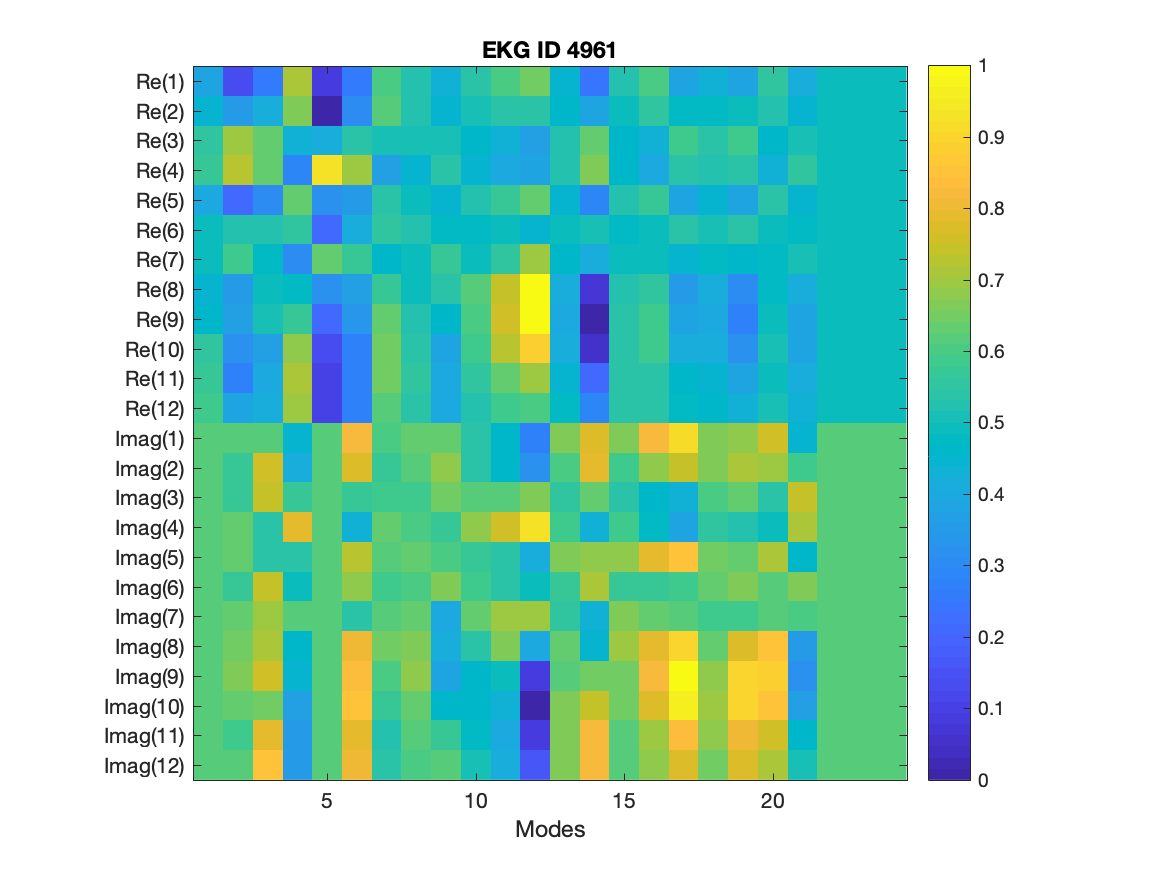 EKG ID 4961
Re(1)
Re(2)
Re(3)
Re(4)
Re(5)
Re(6)
Re(7)
Re(8)
Re(9)
Re(10)
Re(11)
Re(12)
Imag(1)
Imag(2)
Imag(3)
Imag(4)
Imag(5)
Imag(6)
Imag(7)
Imag(8)
Imag(9)
Imag(10)
Imag(11)
Imag(12)
5 10 15 20
Modes
1
0.9
0.8
0.7
0.6
0.5
0.4
0.3
0.2
0.1
0